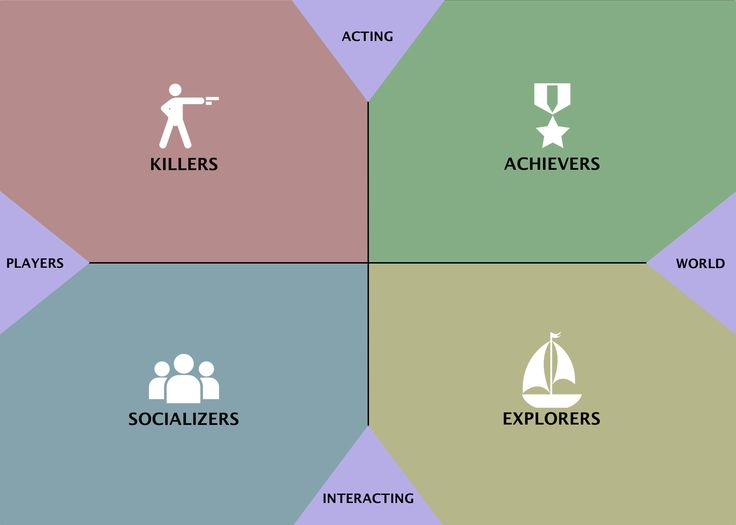 ACTING
KILLERS
ACHIEVERS
PLAYERS
WORLD
SOCIALIZERS
EXPLORERS
INTERACTING